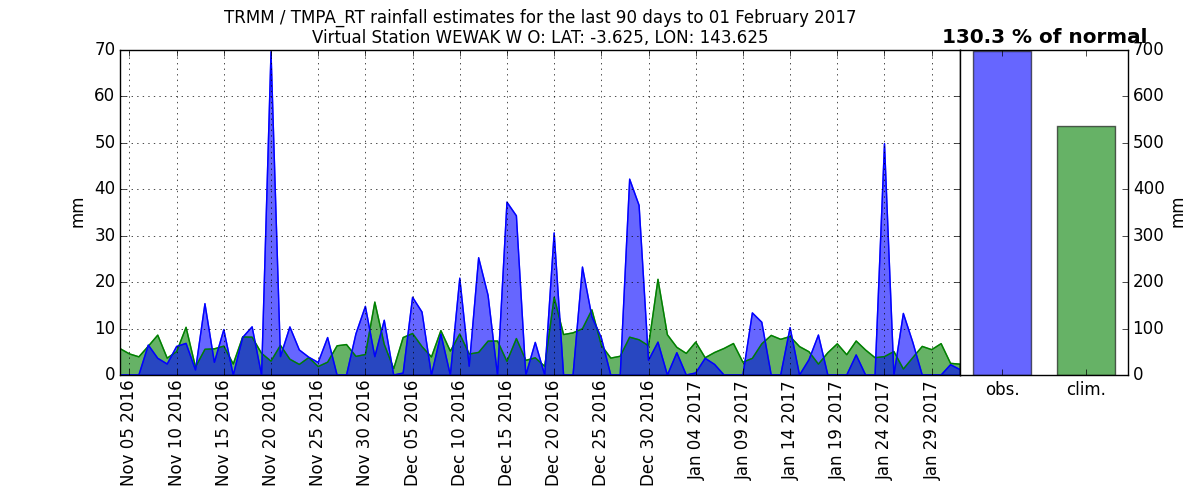 TRMM / TMPA_RT rainfall estimates for the last 90 days to 01 February 2017
Virtual Station WEWAK W O: LAT: -3.625, LON: 143.625
130.3 % of normal
70
60
50
40
30
20
10
0
mm
700
600
500
400
300
200
100
0
mm
Nov 05 2016
Nov 10 2016
Nov 15 2016
Nov 20 2016
Nov 25 2016
Nov 30 2016
Dec 05 2016
Dec 10 2016
Dec 15 2016
Dec 20 2016
Dec 25 2016
Dec 30 2016
Jan 04 2017
Jan 09 2017
Jan 14 2017
Jan 19 2017
Jan 24 2017
Jan 29 2017
obs.
clim.